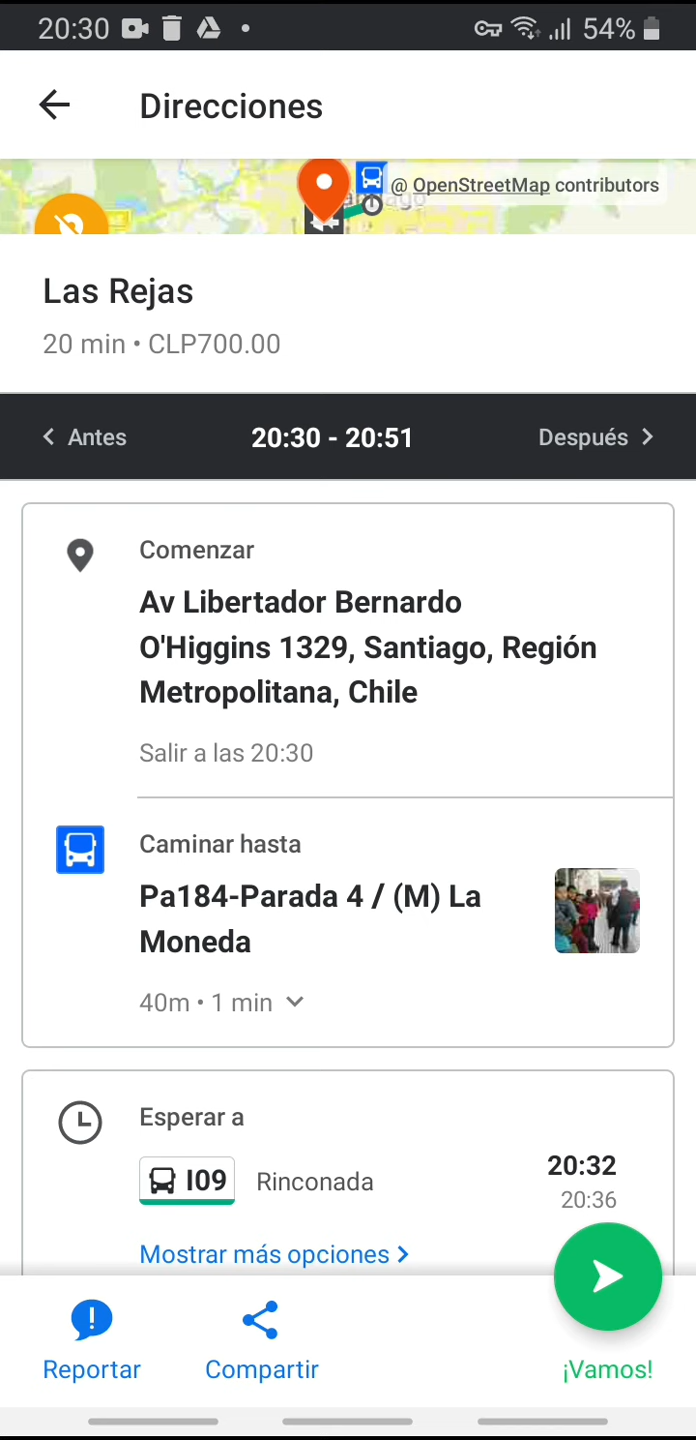 20:30
54%
Direcciones
@ OpenStreetMap contributors
Las Rejas
20 min • CLP700.00
Antes
20:30 - 20:51
Después
Comenzar
Av Libertador Bernardo
O'Higgins 1329, Santiago, Región
Metropolitana, Chile
Salir a las 20:30
Caminar hasta
Pa184-Parada 4 / (M) La
Moneda
40m • 1 min
Esperar a
I09
Rinconada
20:32
20:36
Mostrar más opciones
Reportar
Compartir
¡Vamos!